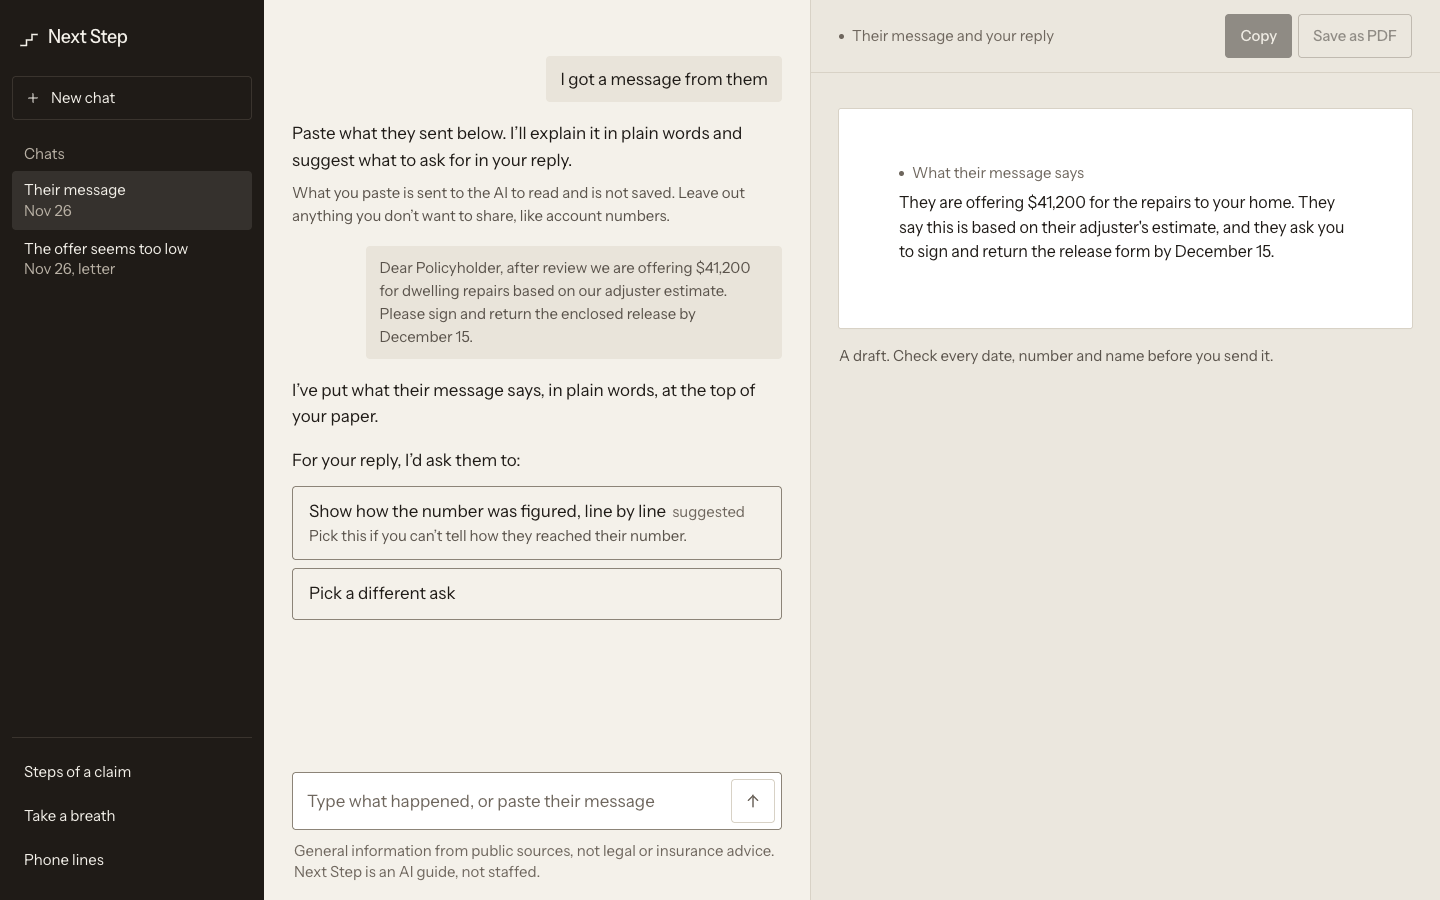 Next Step
New chat
Chats
Their message
Nov 26
The offer seems too low
Nov 26, letter
Steps of a claim
Take a breath
Phone lines
I got a message from them
Paste what they sent below. I’ll explain it in plain words and
suggest what to ask for in your reply.
What you paste is sent to the AI to read and is not saved. Leave out
anything you don’t want to share, like account numbers.
Dear Policyholder, after review we are offering $41,200
for dwelling repairs based on our adjuster estimate.
Please sign and return the enclosed release by
December 15.
I’ve put what their message says, in plain words, at the top of
your paper.
For your reply, I’d ask them to:
Show how the number was figured, line by line suggested
Pick this if you can’t tell how they reached their number.
Pick a different ask
Type what happened, or paste their message
General information from public sources, not legal or insurance advice.
Next Step is an AI guide, not staffed.
• Their message and your reply
Copy
Save as PDF
• What their message says
They are offering $41,200 for the repairs to your home. They
say this is based on their adjuster's estimate, and they ask you
to sign and return the release form by December 15.
A draft. Check every date, number and name before you send it.